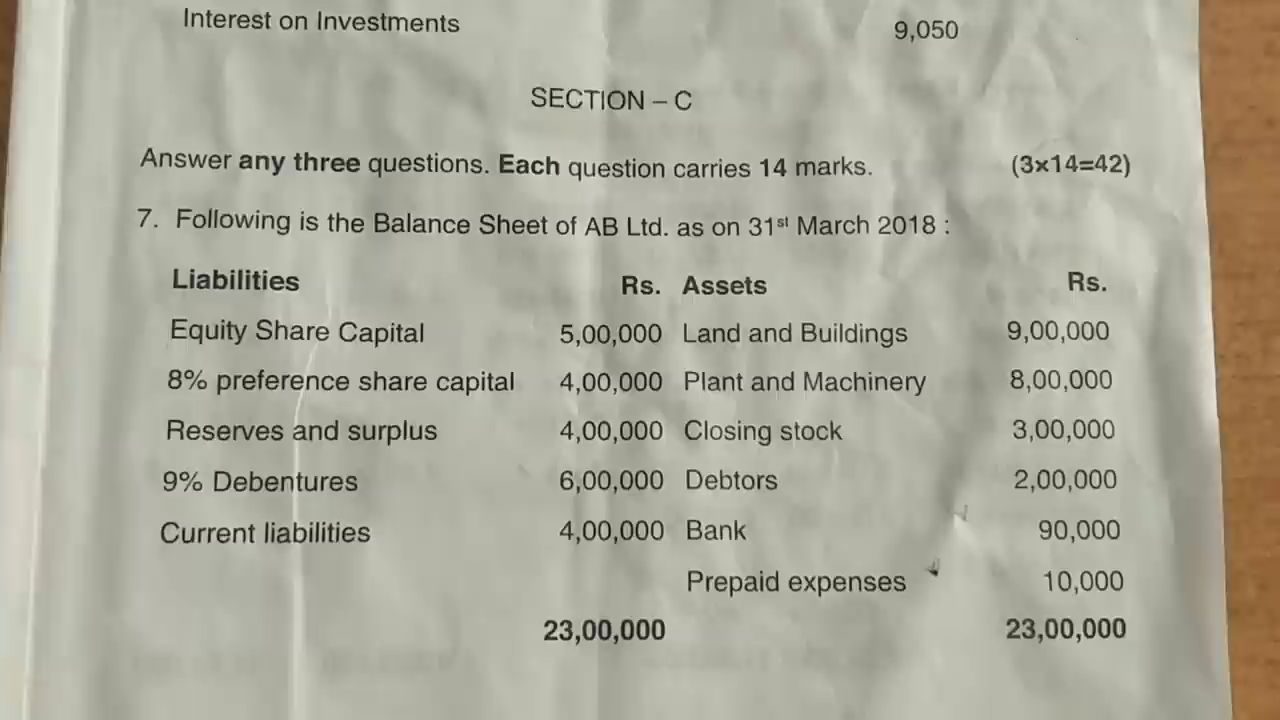 Interest on Investments 9,050
SECTION – C
Answer any three questions. Each question carries 14 marks. (3x14=42)
7. Following is the Balance Sheet of AB Ltd. as on 31st March 2018 :
Liabilities Rs. Assets Rs.
Equity Share Capital 5,00,000 Land and Buildings 9,00,000
8% preference share capital 4,00,000 Plant and Machinery 8,00,000
Reserves and surplus 4,00,000 Closing stock 3,00,000
9% Debentures 6,00,000 Debtors 2,00,000
Current liabilities 4,00,000 Bank 90,000
Prepaid expenses 10,000
23,00,000 23,00,000